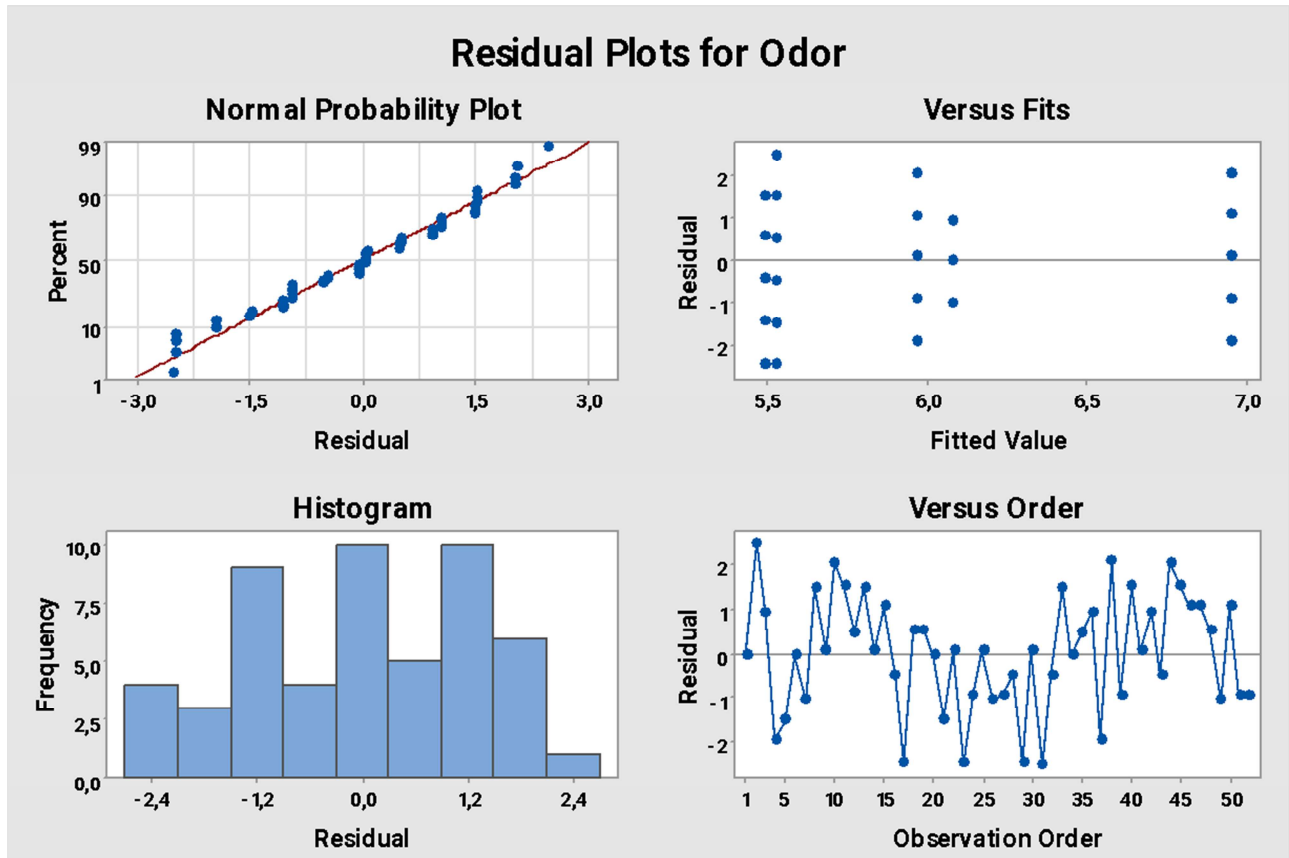 Residual Plots for Odor
Normal Probability Plot
Percent
99
90
50
10
1
-3,0 -1,5 0,0 1,5 3,0
Residual
Versus Fits
Residual
2
1
0
-1
-2
5,5 6,0 6,5 7,0
Fitted Value
Histogram
Frequency
10,0
7,5
5,0
2,5
0,0
-2,4 -1,2 0,0 1,2 2,4
Residual
Versus Order
Residual
2
1
0
-1
-2
1 5 10 15 20 25 30 35 40 45 50
Observation Order